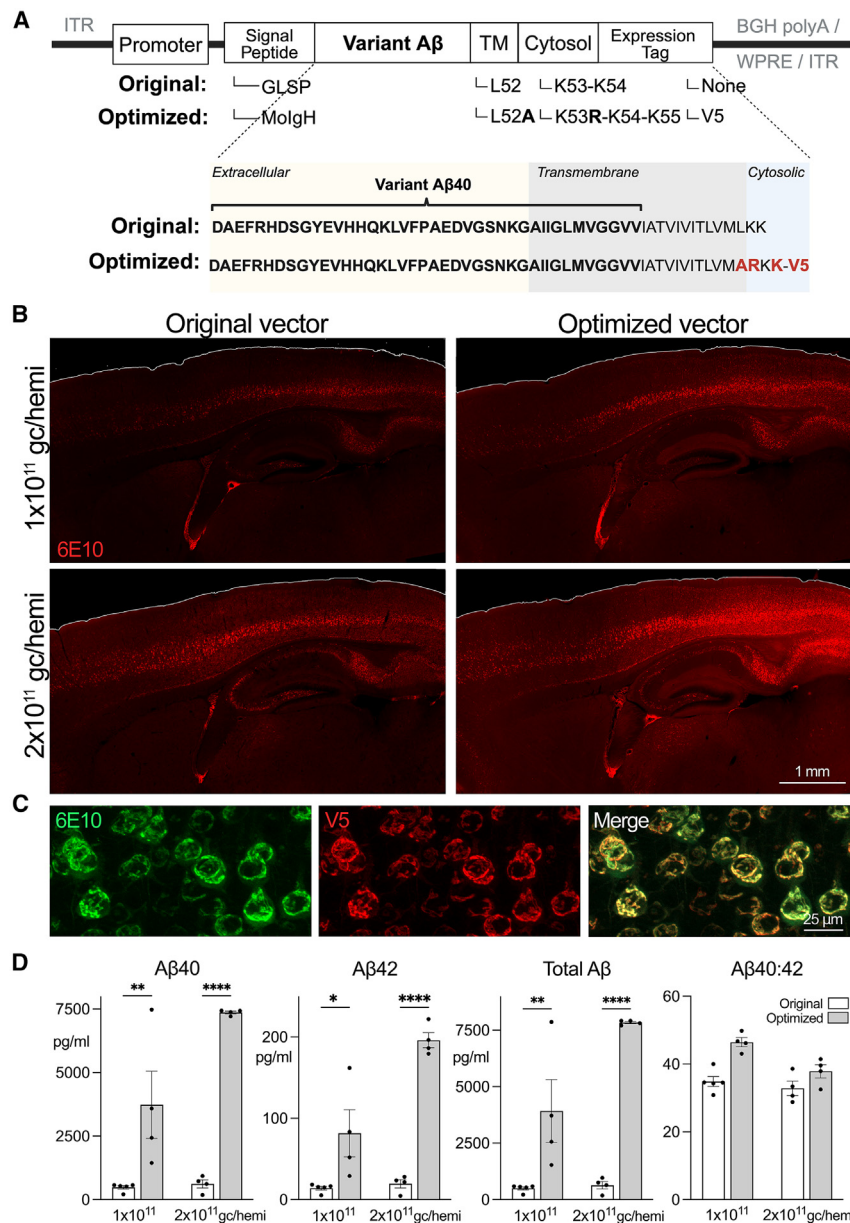 A
ITR
Promoter
Signal Peptide
Variant Aβ
TM
Cytosol
Expression Tag
BGH polyA /
WPRE / ITR
Original: GLSP L52 K53-K54 None
Optimized: MoIgH L52A K53R-K54-K55 V5
Extracellular Transmembrane Cytosolic
Variant Aβ40
Original: DAEFRHDSGYEVHHQKLVFPAEDVGSNKGAIIGLMVGGVVIATVIVITLVMLKK
Optimized: DAEFRHDSGYEVHHQKLVFPAEDVGSNKGAIIGLMVGGVVIATVIVITLVMARKK-V5
B
Original vector Optimized vector
1x10¹¹ gc/hemi
6E10
2x10¹¹ gc/hemi
1 mm
C
6E10 V5 Merge
25 µm
D
Aβ40 Aβ42 Total Aβ Aβ40:42
** **** * **** ** ****
Original
Optimized
pg/ml
7500
5000
2500
0
1x10¹¹ 2x10¹¹gc/hemi
pg/ml
200
100
0
1x10¹¹ 2x10¹¹gc/hemi
pg/ml
7500
5000
2500
0
1x10¹¹ 2x10¹¹gc/hemi
60
40
20
0
1x10¹¹ 2x10¹¹gc/hemi